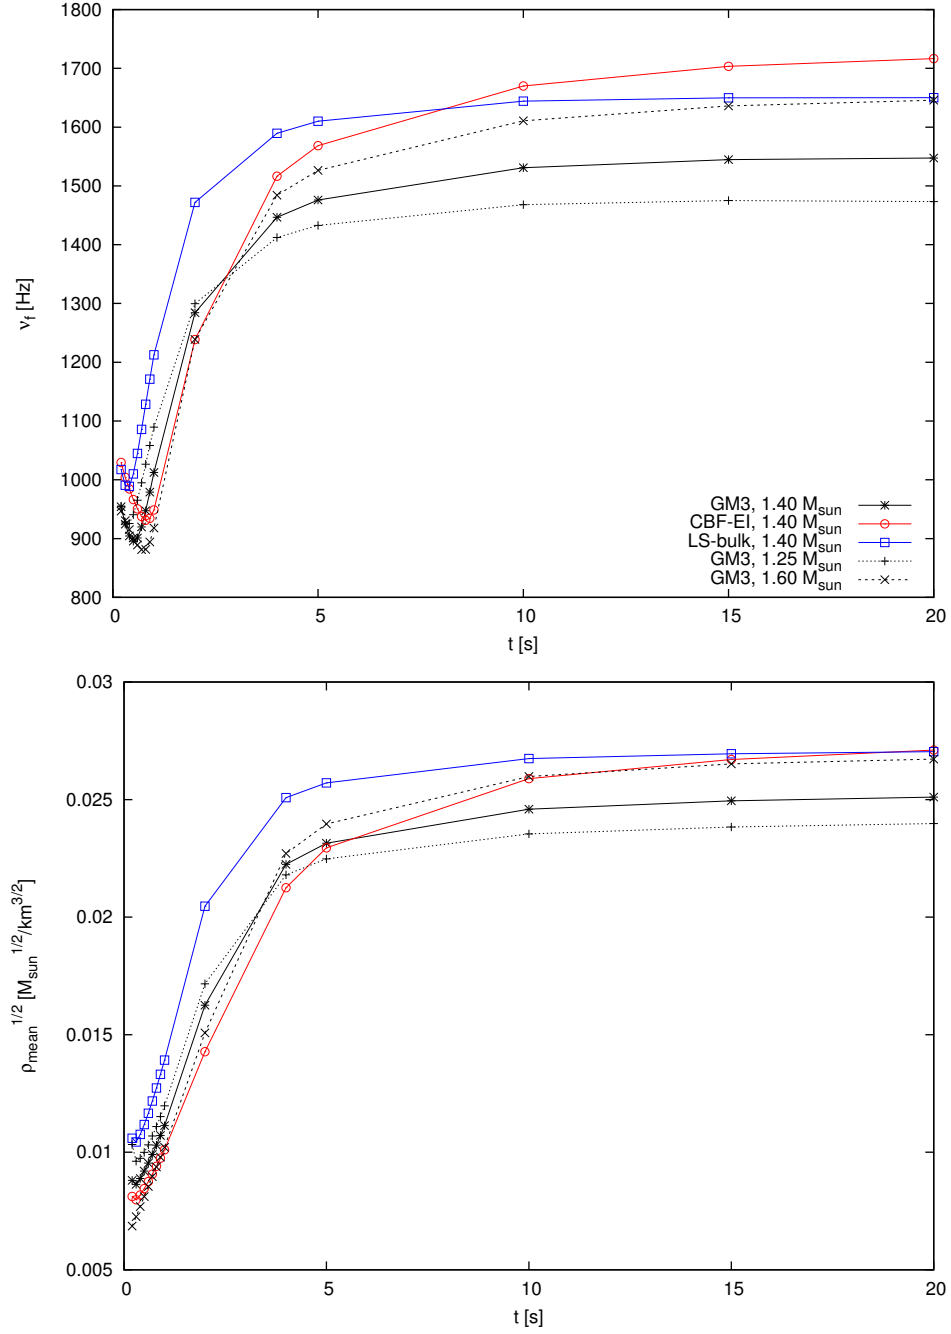 1800
1700
1600
1500
1400
1300
1200
1100
1000
900
800
ν_f [Hz]
GM3, 1.40 M_sun
CBF-EI, 1.40 M_sun
LS-bulk, 1.40 M_sun
GM3, 1.25 M_sun
GM3, 1.60 M_sun
0 5 10 15 20
t [s]
0.03
0.025
0.02
0.015
0.01
0.005
ρ_mean^1/2 [M_sun^1/2/km^3/2]
0 5 10 15 20
t [s]